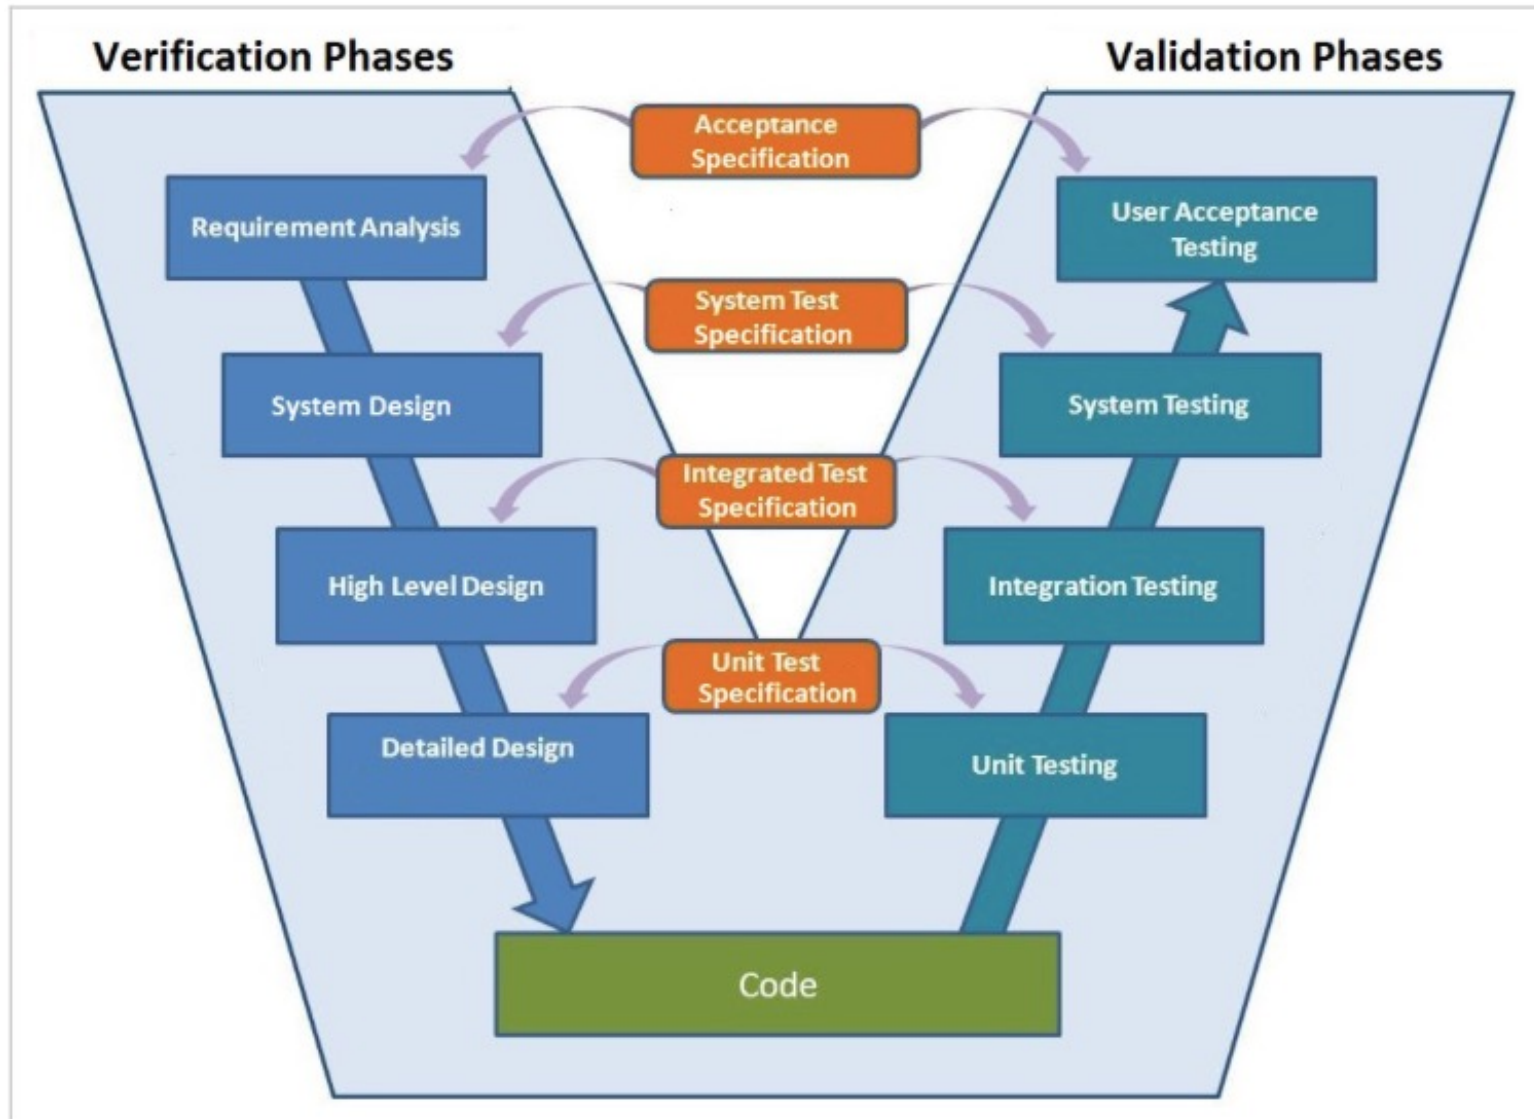 Verification Phases
Validation Phases
Acceptance
Specification
Requirement Analysis
User Acceptance
Testing
System Test
Specification
System Design
System Testing
Integrated Test
Specification
High Level Design
Integration Testing
Unit Test
Specification
Detailed Design
Unit Testing
Code